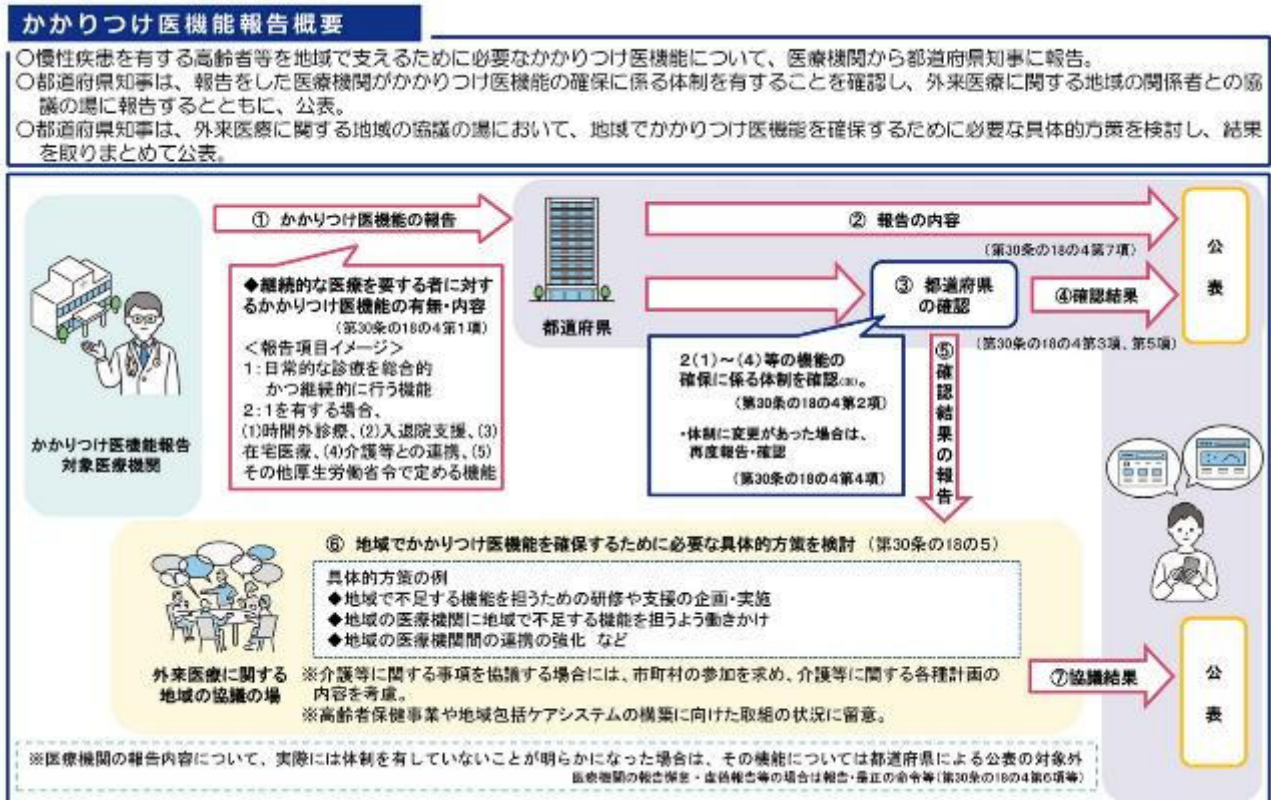 かかりつけ医機能報告概要
○慢性疾患を有する高齢者等を地域で支えるために必要なかかりつけ医機能について、医療機関から都道府県知事に報告。
○都道府県知事は、報告をした医療機関がかかりつけ医機能の確保に係る体制を有することを確認し、外来医療に関する地域の関係者との協
議の場に報告するとともに、公表。
○都道府県知事は、外来医療に関する地域の協議の場において、地域でかかりつけ医機能を確保するために必要な具体的方策を検討し、結果
を取りまとめて公表。
かかりつけ医機能報告
対象医療機関
① かかりつけ医機能の報告
◆継続的な医療を要する者に対す
るかかりつけ医機能の有無・内容
(第30条の18の4第1項)
＜報告項目イメージ＞
1:日常的な診療を総合的
かつ継続的に行う機能
2:1を有する場合、
(1)時間外診療、(2)入退院支援、(3)
在宅医療、(4)介護等との連携、(5)
その他厚生労働省令で定める機能
都道府県
② 報告の内容
(第30条の18の4第7項)
③ 都道府県
の確認
④確認結果
(第30条の18の4第3項、第5項)
公表
2(1)～(4)等の機能の
確保に係る体制を確認(※)。
(第30条の18の4第2項)
・体制に変更があった場合は、
再度報告・確認
(第30条の18の4第4項)
⑤確認結果の報告
外来医療に関する
地域の協議の場
⑥ 地域でかかりつけ医機能を確保するために必要な具体的方策を検討 (第30条の18の5)
具体的方策の例
◆地域で不足する機能を担うための研修や支援の企画・実施
◆地域の医療機関に地域で不足する機能を担うよう働きかけ
◆地域の医療機関間の連携の強化 など
※介護等に関する事項を協議する場合には、市町村の参加を求め、介護等に関する各種計画の
内容を考慮。
※高齢者保健事業や地域包括ケアシステムの構築に向けた取組の状況に留意。
⑦協議結果
公表
※医療機関の報告内容について、実際には体制を有していないことが明らかになった場合は、その機能については都道府県による公表の対象外
医療機関の報告懈怠・虚偽報告等の場合は報告・是正の命令等(第30条の18の4第6項等)